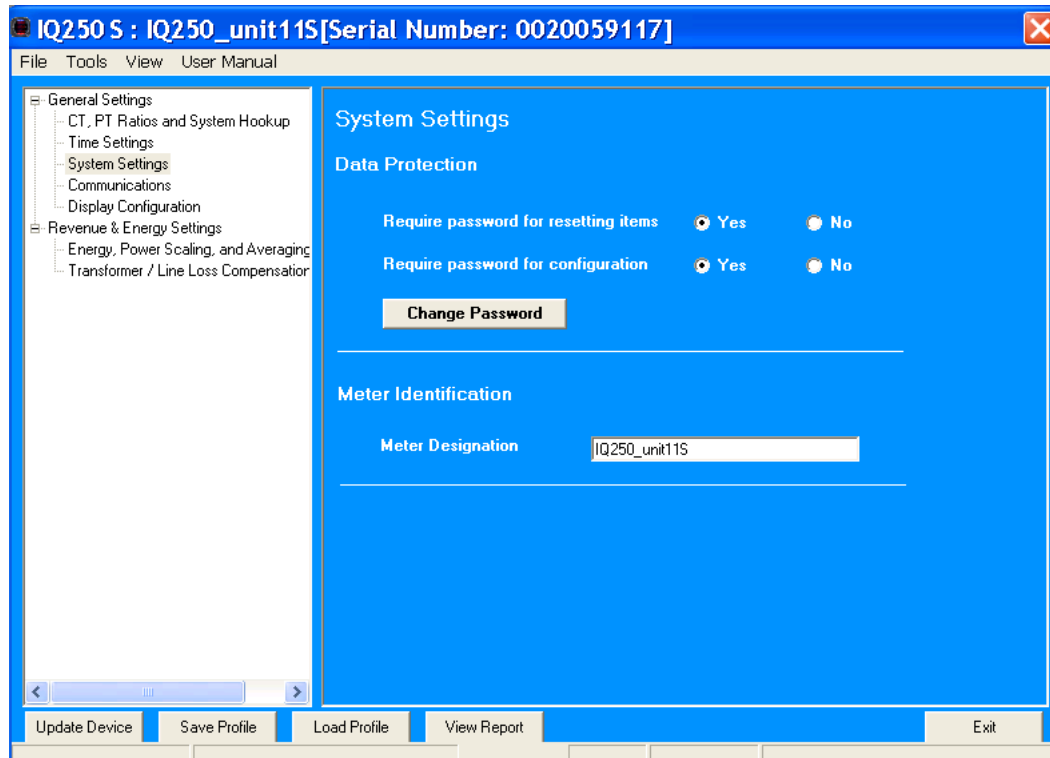 IQ250 S : IQ250_unit11S[Serial Number: 0020059117]
File Tools View User Manual
General Settings
CT, PT Ratios and System Hookup
Time Settings
System Settings
Communications
Display Configuration
Revenue & Energy Settings
Energy, Power Scaling, and Averaging
Transformer / Line Loss Compensation
System Settings
Data Protection
Require password for resetting items Yes No
Require password for configuration Yes No
Change Password
Meter Identification
Meter Designation IQ250_unit11S
Update Device Save Profile Load Profile View Report Exit